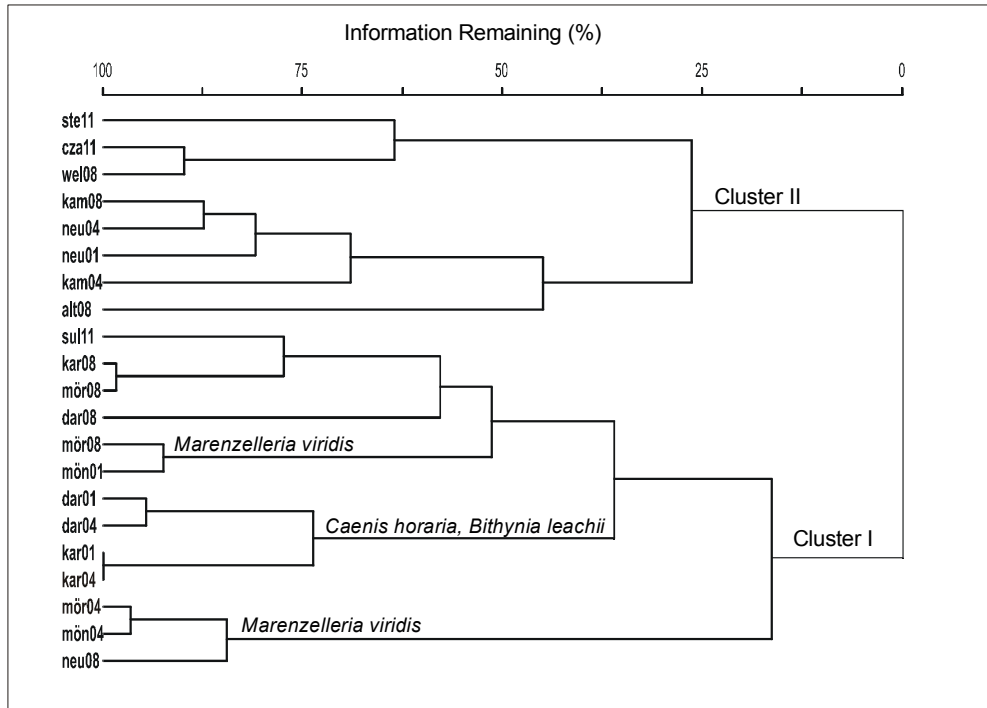 Information Remaining (%)
100 75 50 25 0
ste11
cza11
wel08
kam08
Cluster II
neu04
neu01
kam04
alt08
sul11
kar08
mör08
dar08
mör08
Marenzelleria viridis
mön01
dar01
dar04
Caenis horaria, Bithynia leachii
kar01
Cluster I
kar04
mör04
mön04
Marenzelleria viridis
neu08